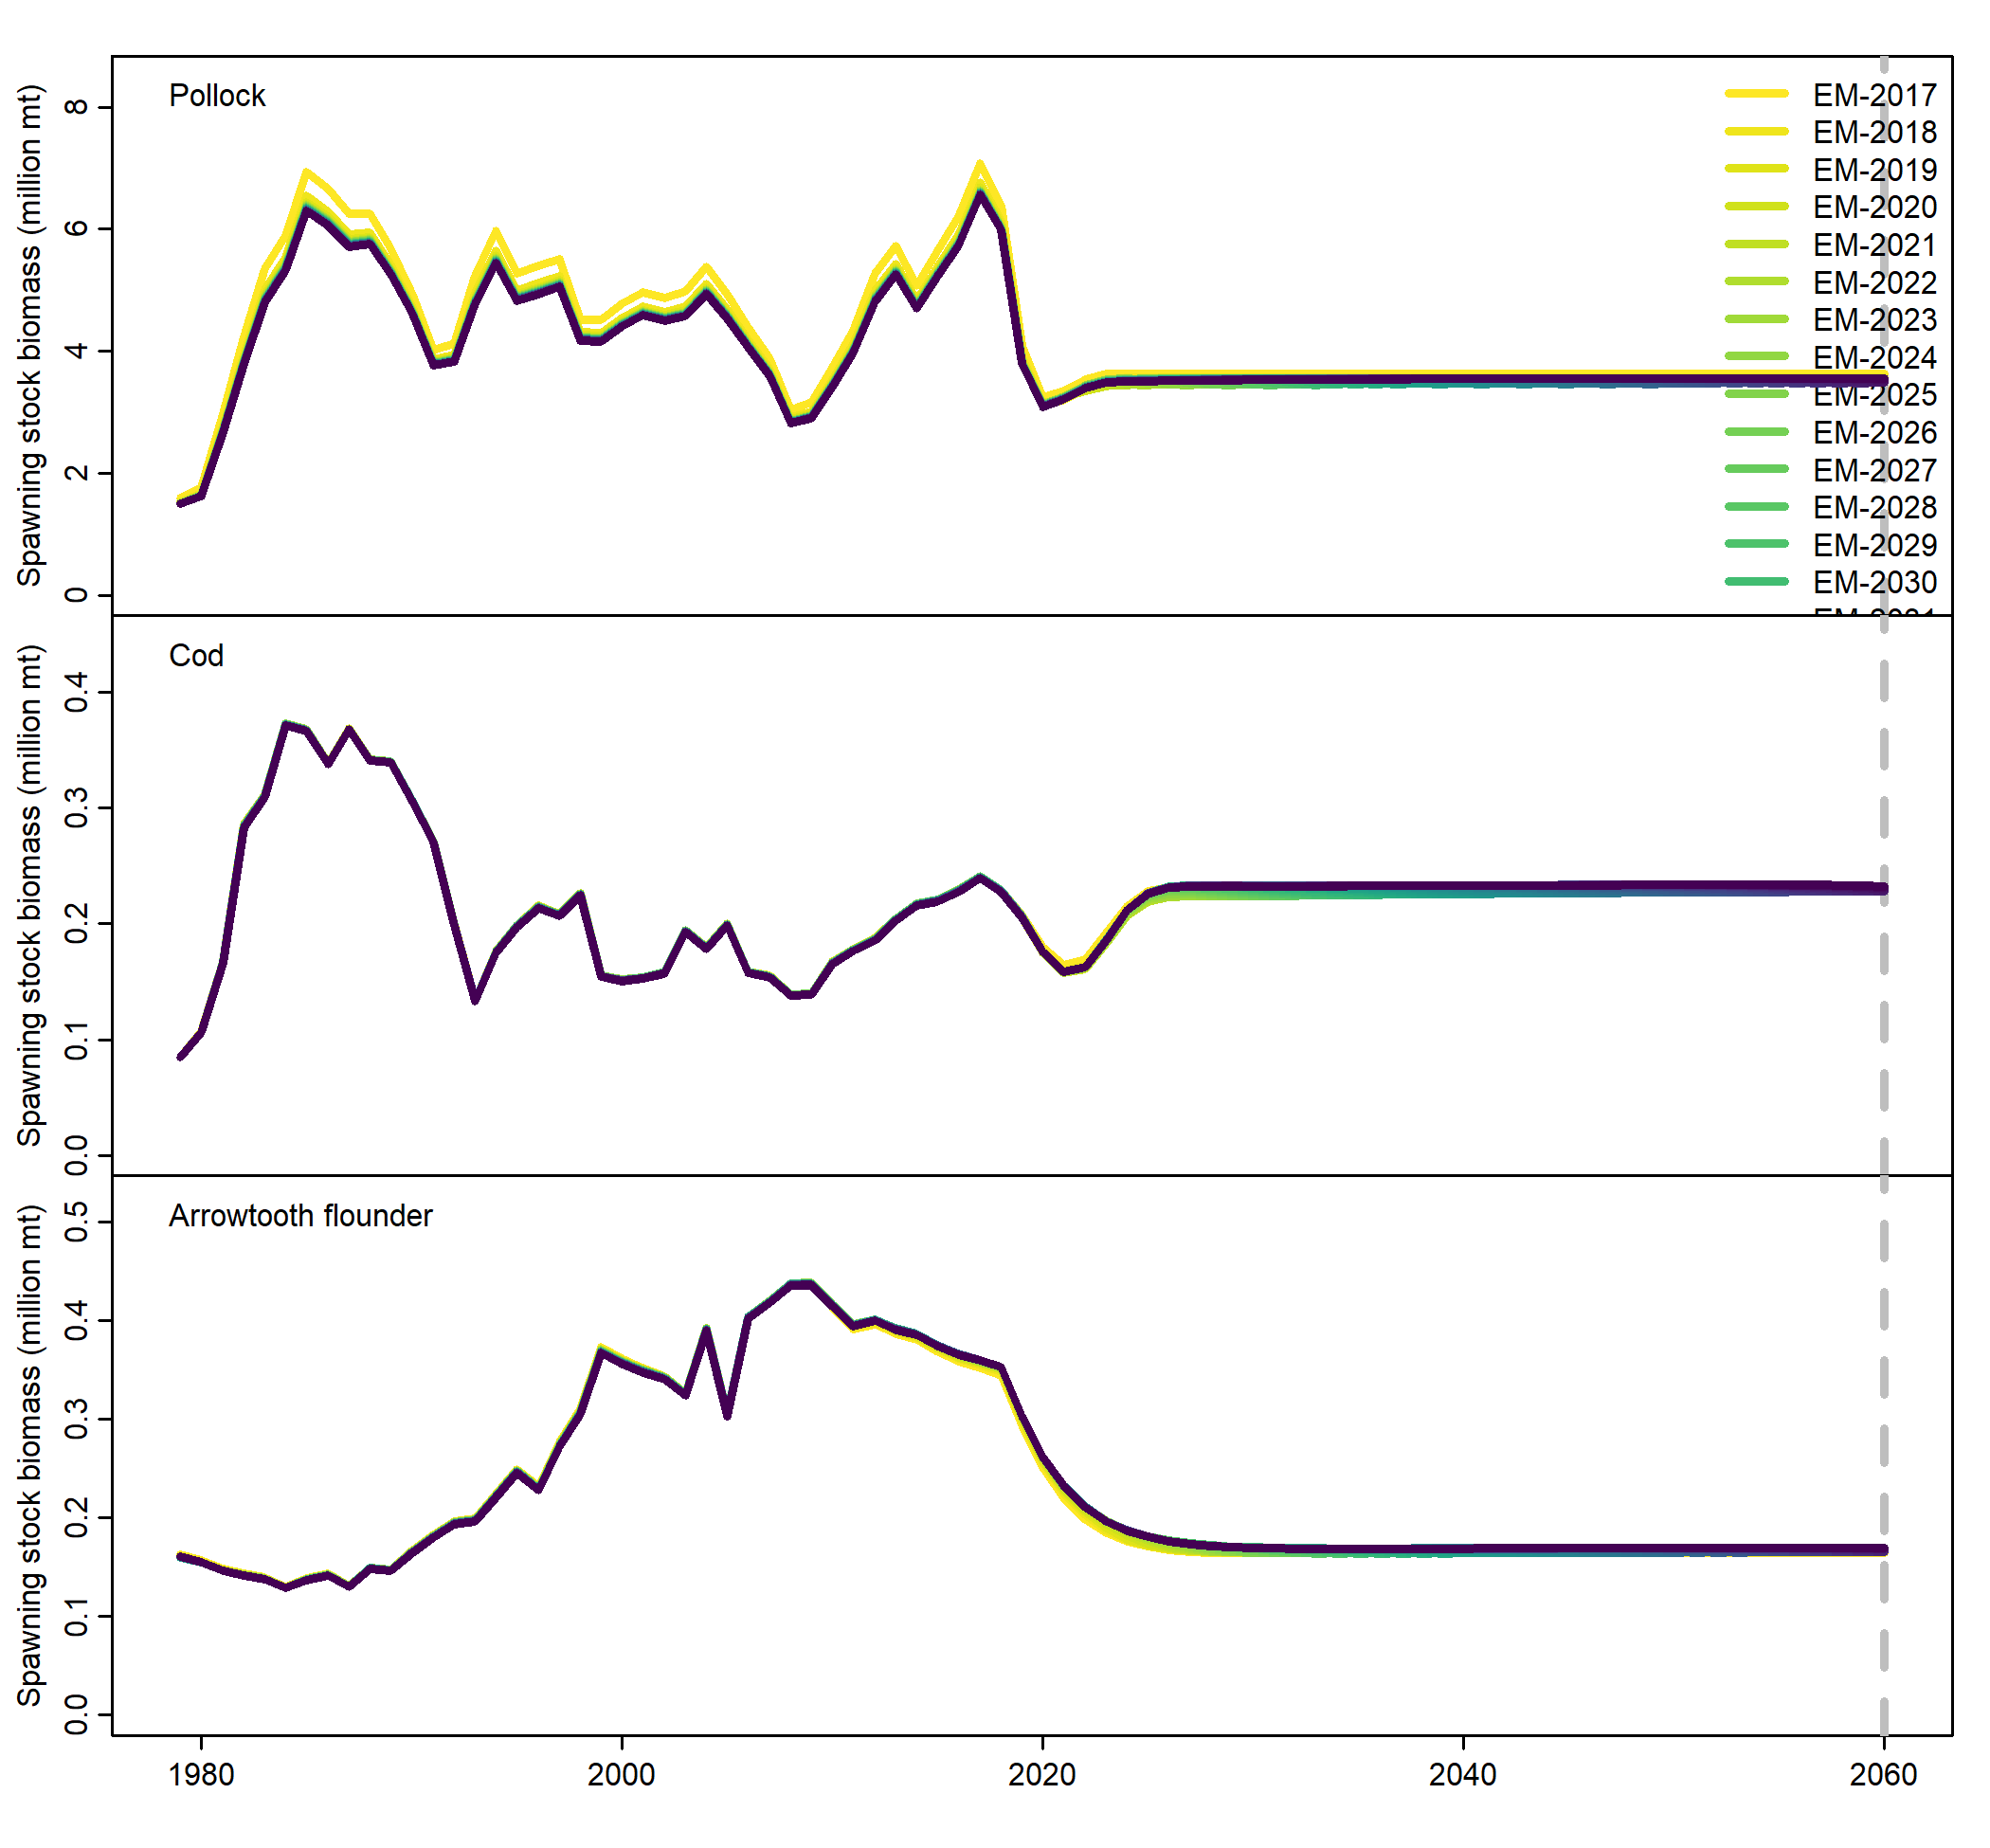 Pollock
Spawning stock biomass (million mt)
8
6
4
2
0
EM-2017
EM-2018
EM-2019
EM-2020
EM-2021
EM-2022
EM-2023
EM-2024
EM-2025
EM-2026
EM-2027
EM-2028
EM-2029
EM-2030
Cod
Spawning stock biomass (million mt)
0.4
0.3
0.2
0.1
0.0
Arrowtooth flounder
Spawning stock biomass (million mt)
0.5
0.4
0.3
0.2
0.1
0.0
1980 2000 2020 2040 2060